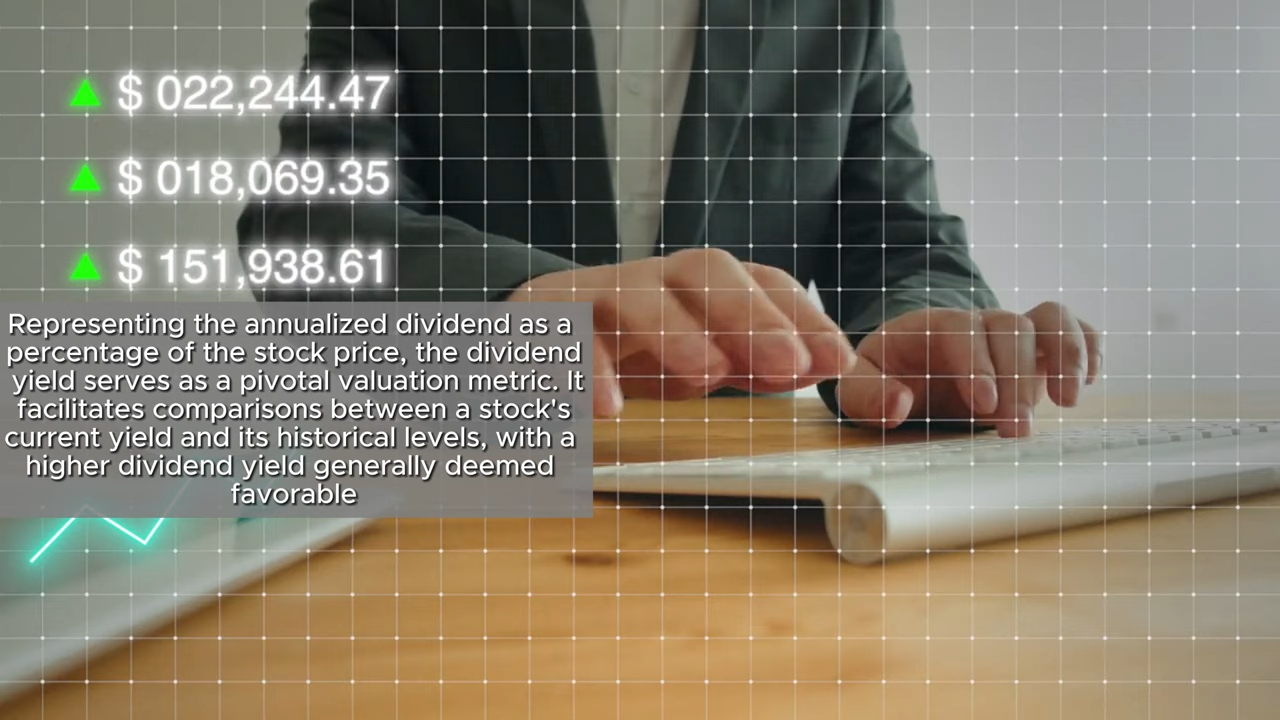 $ 022,244.47
$ 018,069.35
$ 151,938.61
Representing the annualized dividend as a
percentage of the stock price, the dividend
yield serves as a pivotal valuation metric. It
facilitates comparisons between a stock's
current yield and its historical levels, with a
higher dividend yield generally deemed
favorable